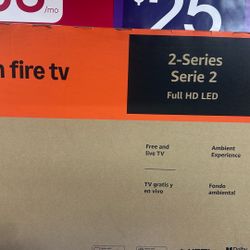 /mo
25
fire tv
2-Series
Serie 2
Full HD LED
Free and
live TV
Ambient
Experience
TV gratis y
en vivo
Fondo
ambiental
Dolby